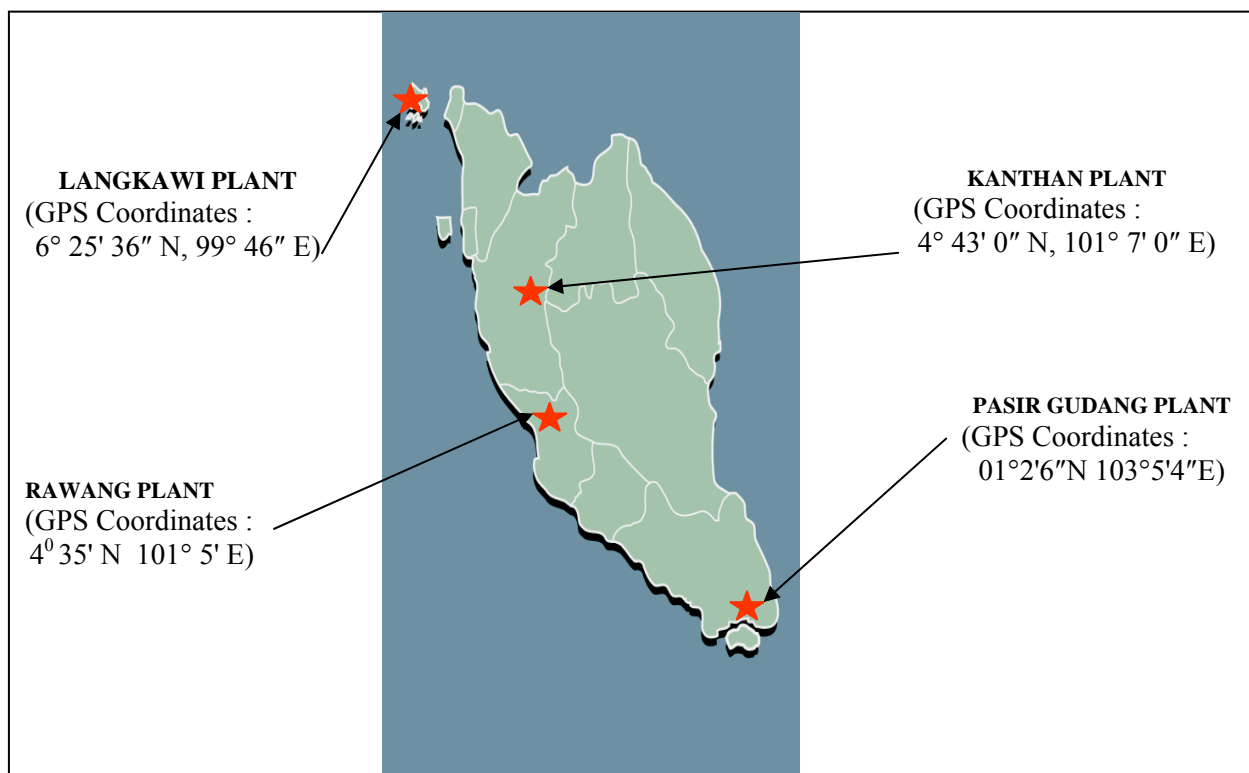 LANGKAWI PLANT
(GPS Coordinates :
6° 25' 36″ N, 99° 46″ E)
KANTHAN PLANT
(GPS Coordinates :
4° 43' 0″ N, 101° 7' 0″ E)
PASIR GUDANG PLANT
(GPS Coordinates :
01°2'6″N 103°5'4″E)
RAWANG PLANT
(GPS Coordinates :
4⁰ 35' N 101° 5' E)